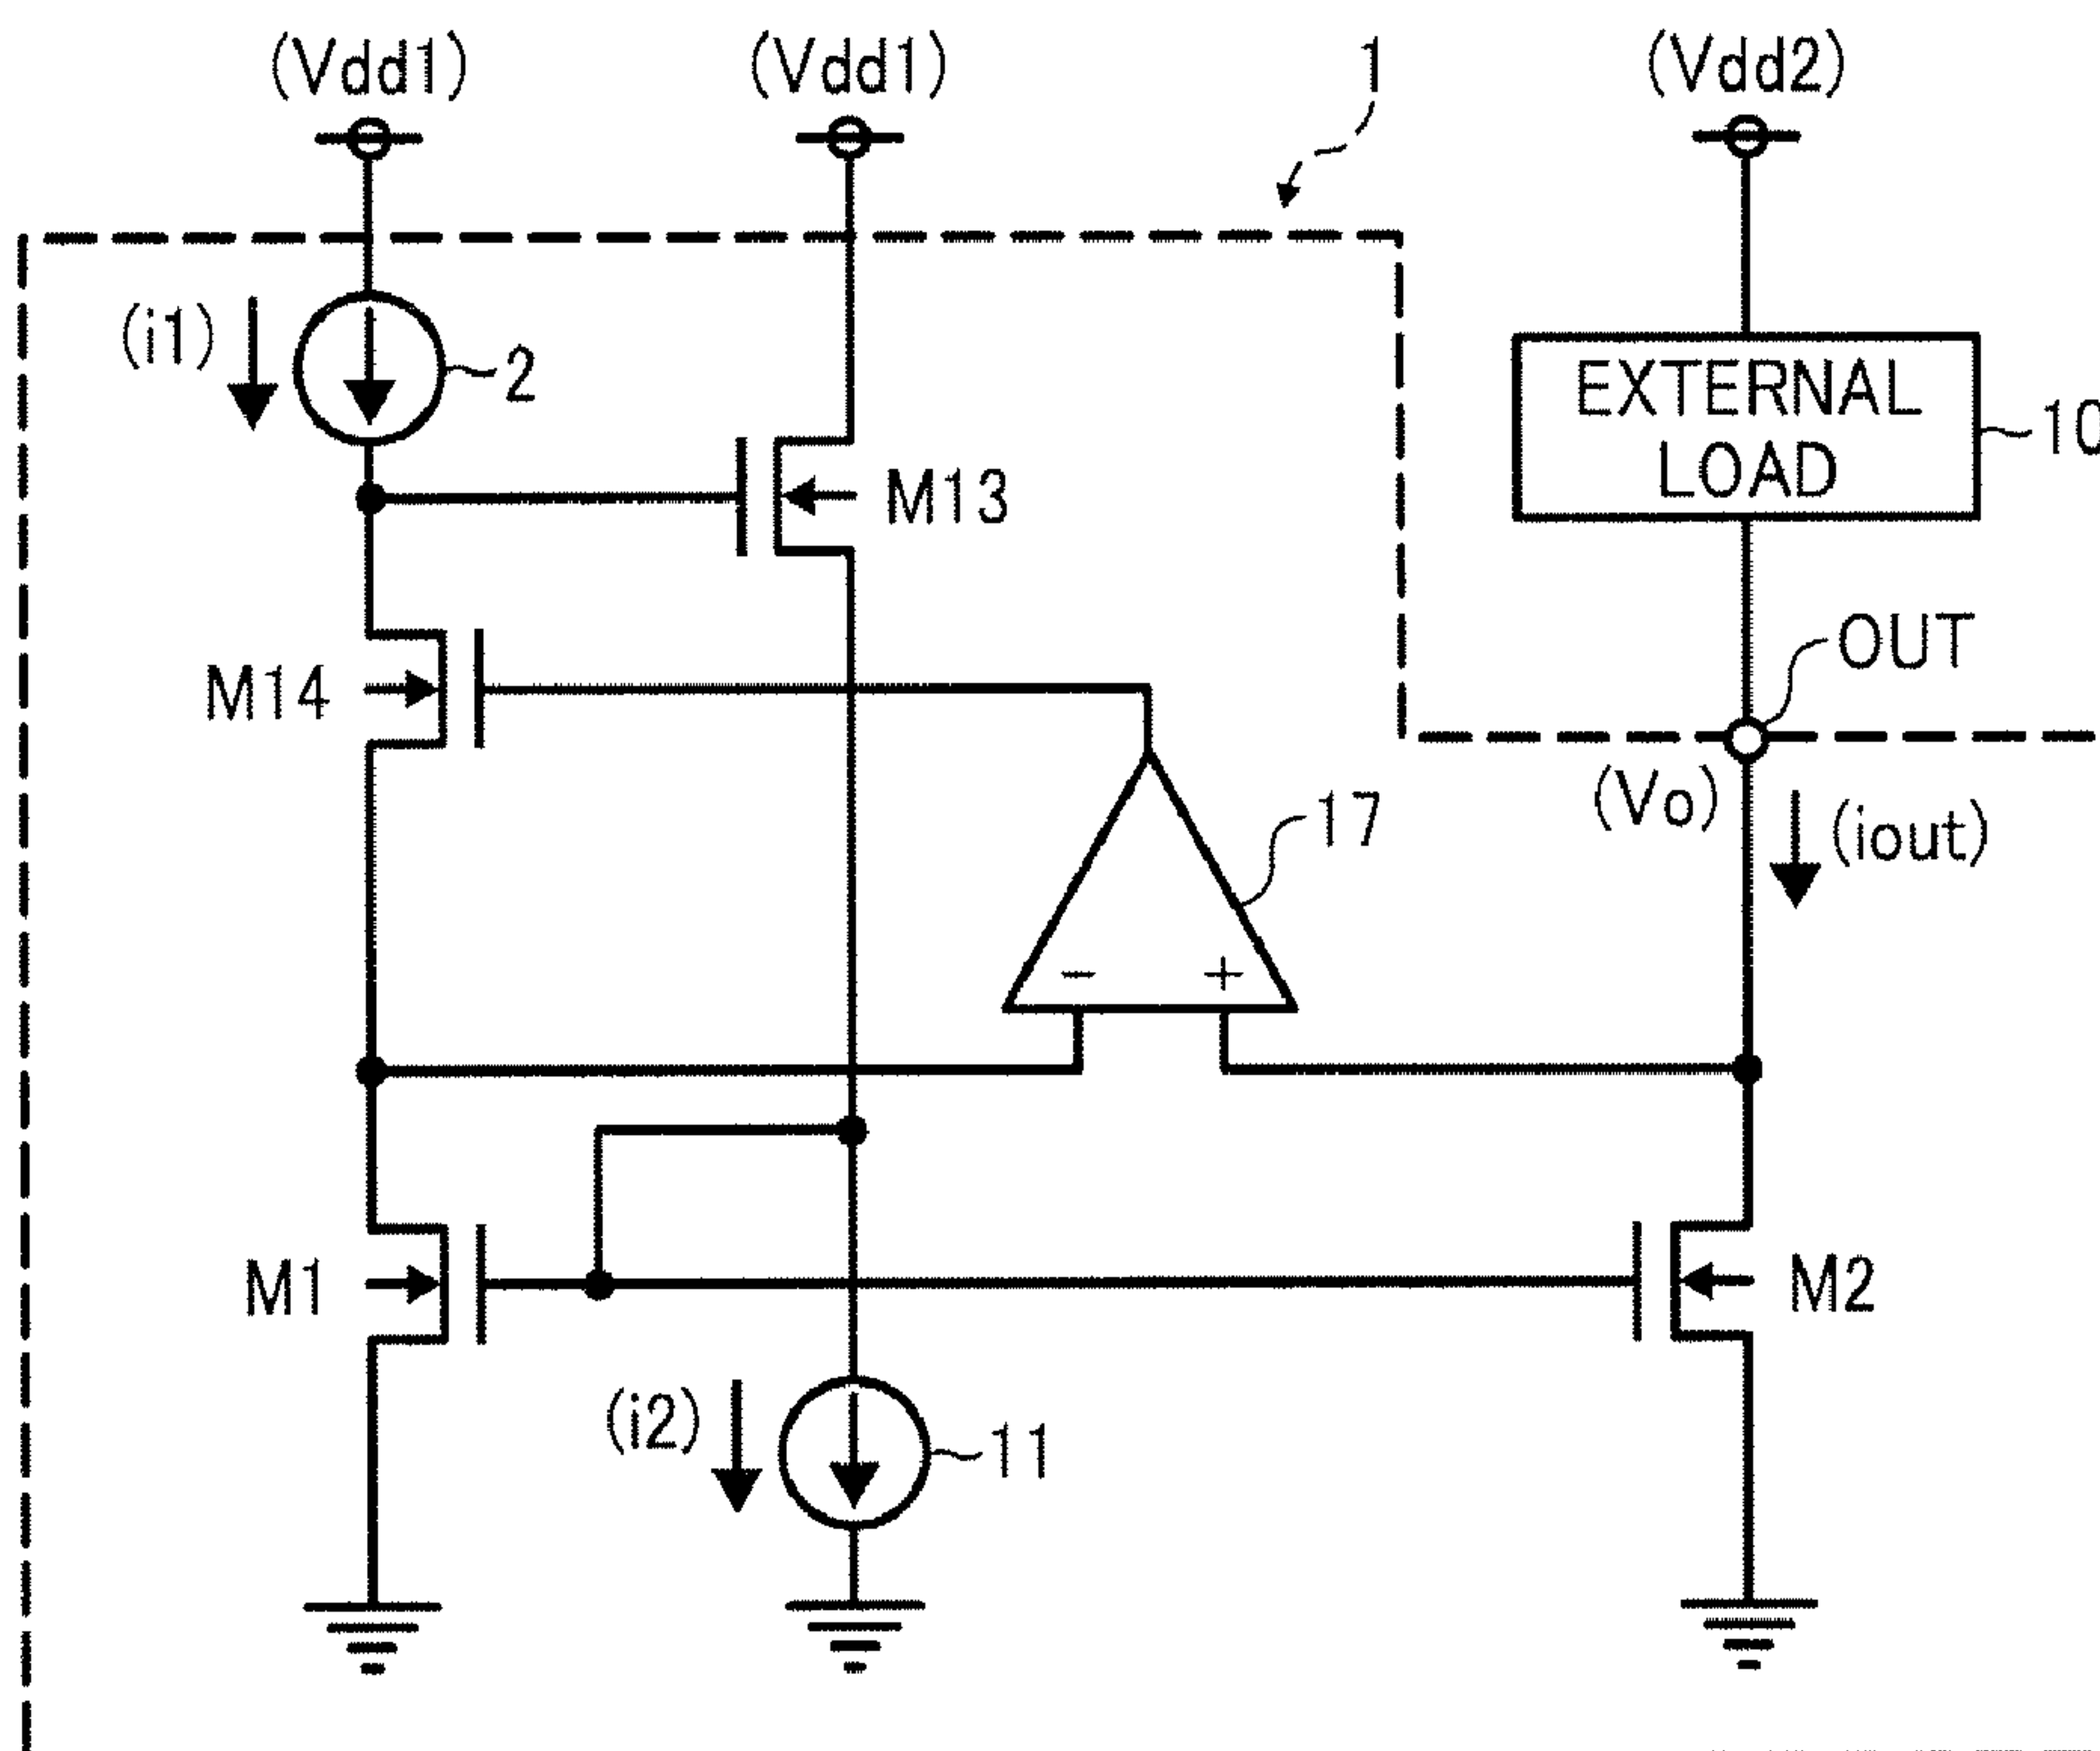 (Vdd1)
(Vdd1)
1
(Vdd2)
(i1)
2
M13
EXTERNAL
LOAD
10
M14
OUT
(Vo)
(iout)
17
- +
M1
M2
(i2)
11